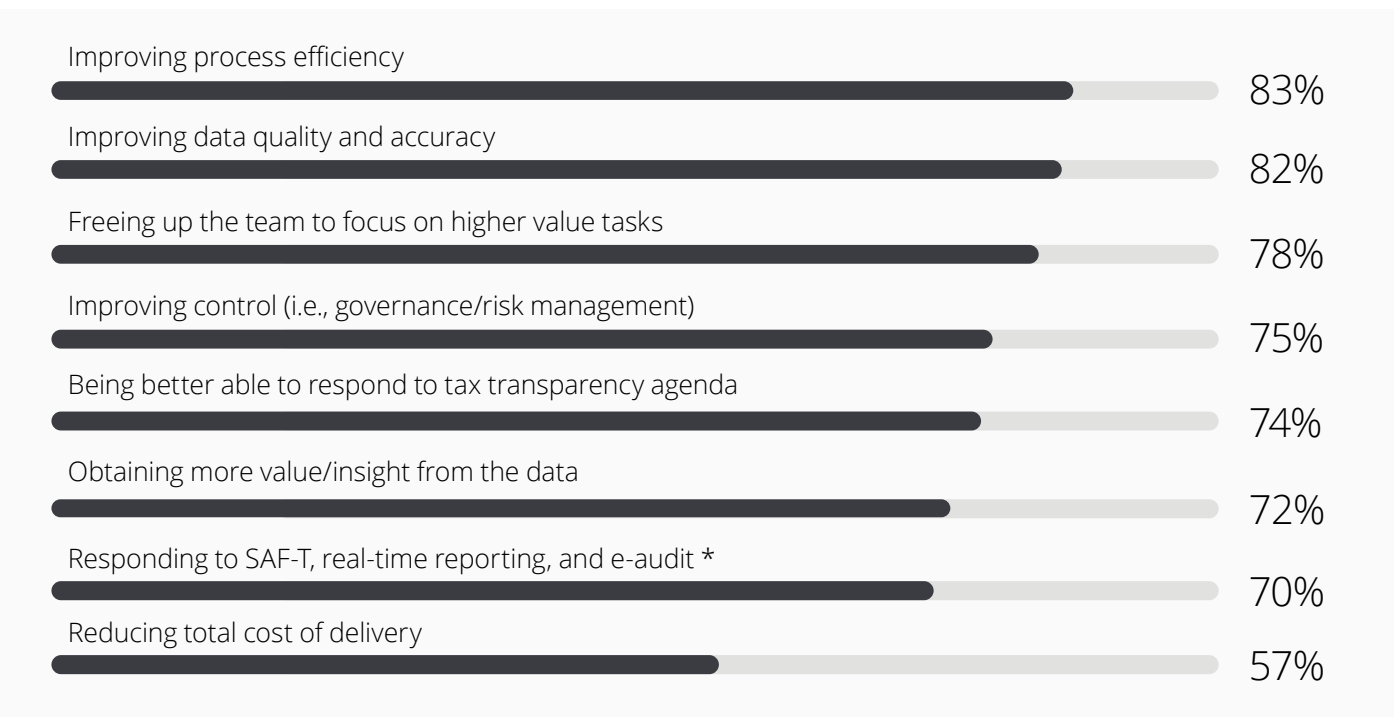 Improving process efficiency
83%
Improving data quality and accuracy
82%
Freeing up the team to focus on higher value tasks
78%
Improving control (i.e., governance/risk management)
75%
Being better able to respond to tax transparency agenda
74%
Obtaining more value/insight from the data
72%
Responding to SAF-T, real-time reporting, and e-audit *
70%
Reducing total cost of delivery
57%